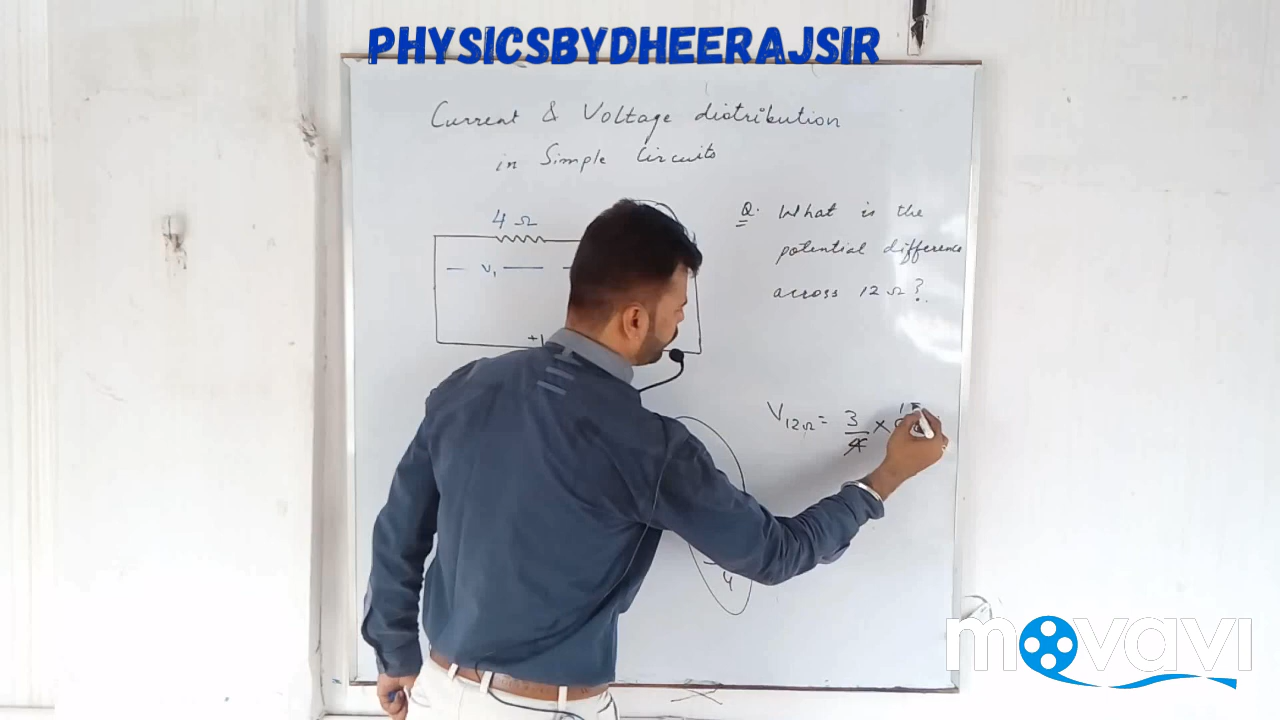 PHYSICSBYDHEERAJSIR
Current & Voltage distribution
in Simple Circuits
4 Ω
V₁
Q. What is the
potential difference
across 12 Ω?
V₁₂Ω = 3/4 ×
4
movavi